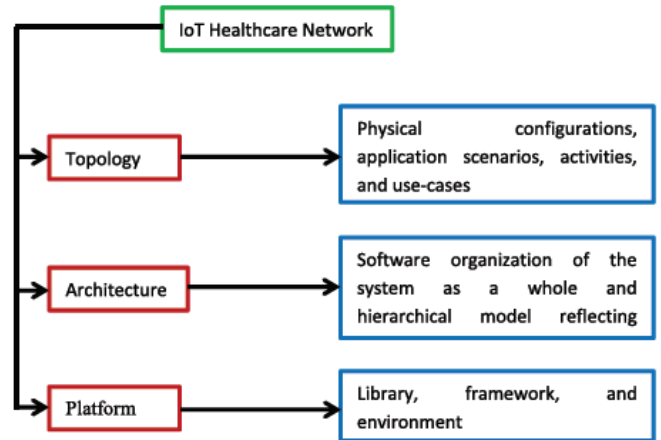 IoT Healthcare Network
Topology
Physical configurations,
application scenarios, activities,
and use-cases
Architecture
Software organization of the
system as a whole and
hierarchical model reflecting
Platform
Library, framework, and
environment